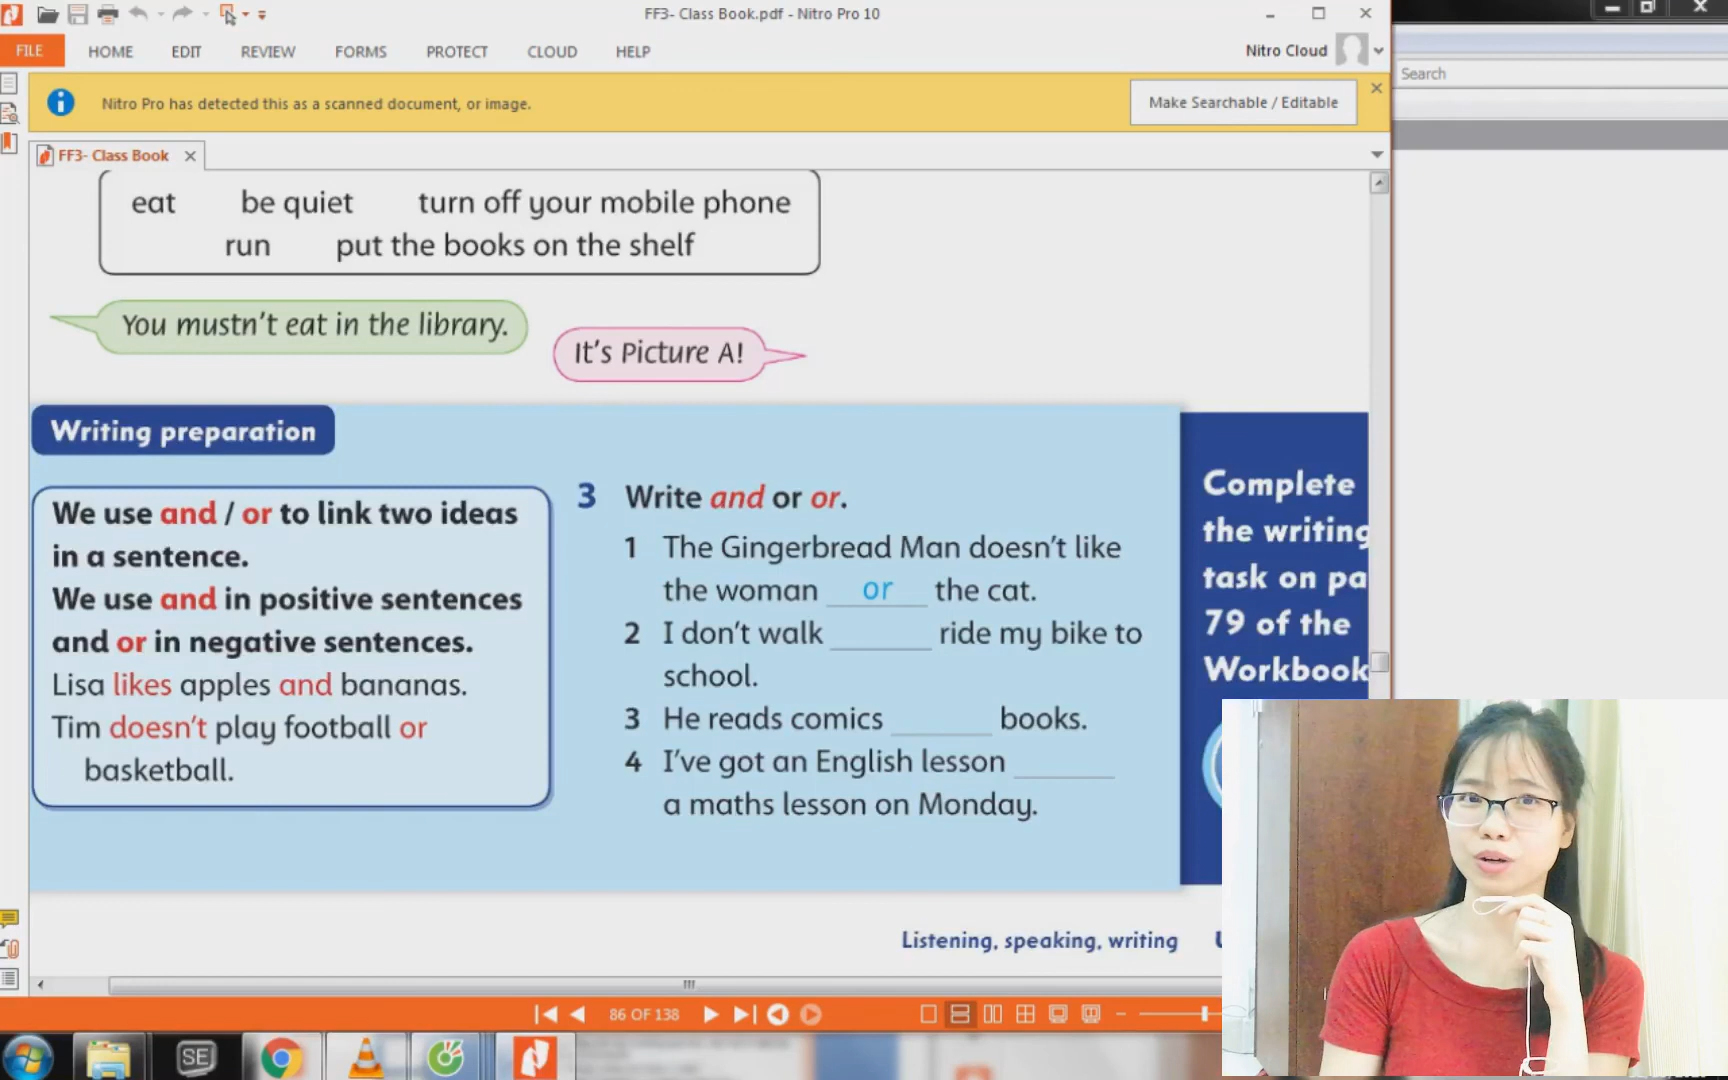 FF3- Class Book.pdf - Nitro Pro 10
FILE HOME EDIT REVIEW FORMS PROTECT CLOUD HELP
Nitro Cloud
Search
Nitro Pro has detected this as a scanned document, or image.
Make Searchable / Editable
FF3- Class Book
eat be quiet turn off your mobile phone
run put the books on the shelf
You mustn't eat in the library.
It's Picture A!
Writing preparation
We use and / or to link two ideas
in a sentence.
We use and in positive sentences
and or in negative sentences.
Lisa likes apples and bananas.
Tim doesn't play football or
basketball.
3 Write and or or.
1 The Gingerbread Man doesn't like
the woman or the cat.
2 I don't walk ______ ride my bike to
school.
3 He reads comics ______ books.
4 I've got an English lesson ______
a maths lesson on Monday.
Complete
the writing
task on pa
79 of the
Workbook
Listening, speaking, writing
86 OF 138
SE